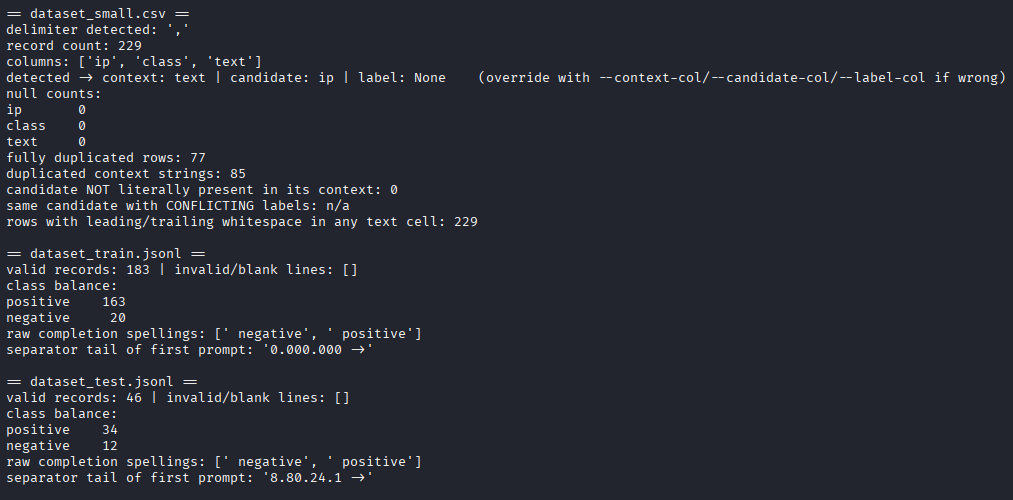 == dataset_small.csv ==
delimiter detected: ','
record count: 229
columns: ['ip', 'class', 'text']
detected -> context: text | candidate: ip | label: None    (override with --context-col/--candidate-col/--label-col if wrong)
null counts:
ip       0
class    0
text     0
fully duplicated rows: 77
duplicated context strings: 85
candidate NOT literally present in its context: 0
same candidate with CONFLICTING labels: n/a
rows with leading/trailing whitespace in any text cell: 229

== dataset_train.jsonl ==
valid records: 183 | invalid/blank lines: []
class balance:
positive    163
negative     20
raw completion spellings: [' negative', ' positive']
separator tail of first prompt: '0.000.000 ->'

== dataset_test.jsonl ==
valid records: 46 | invalid/blank lines: []
class balance:
positive    34
negative    12
raw completion spellings: [' negative', ' positive']
separator tail of first prompt: '8.80.24.1 ->'